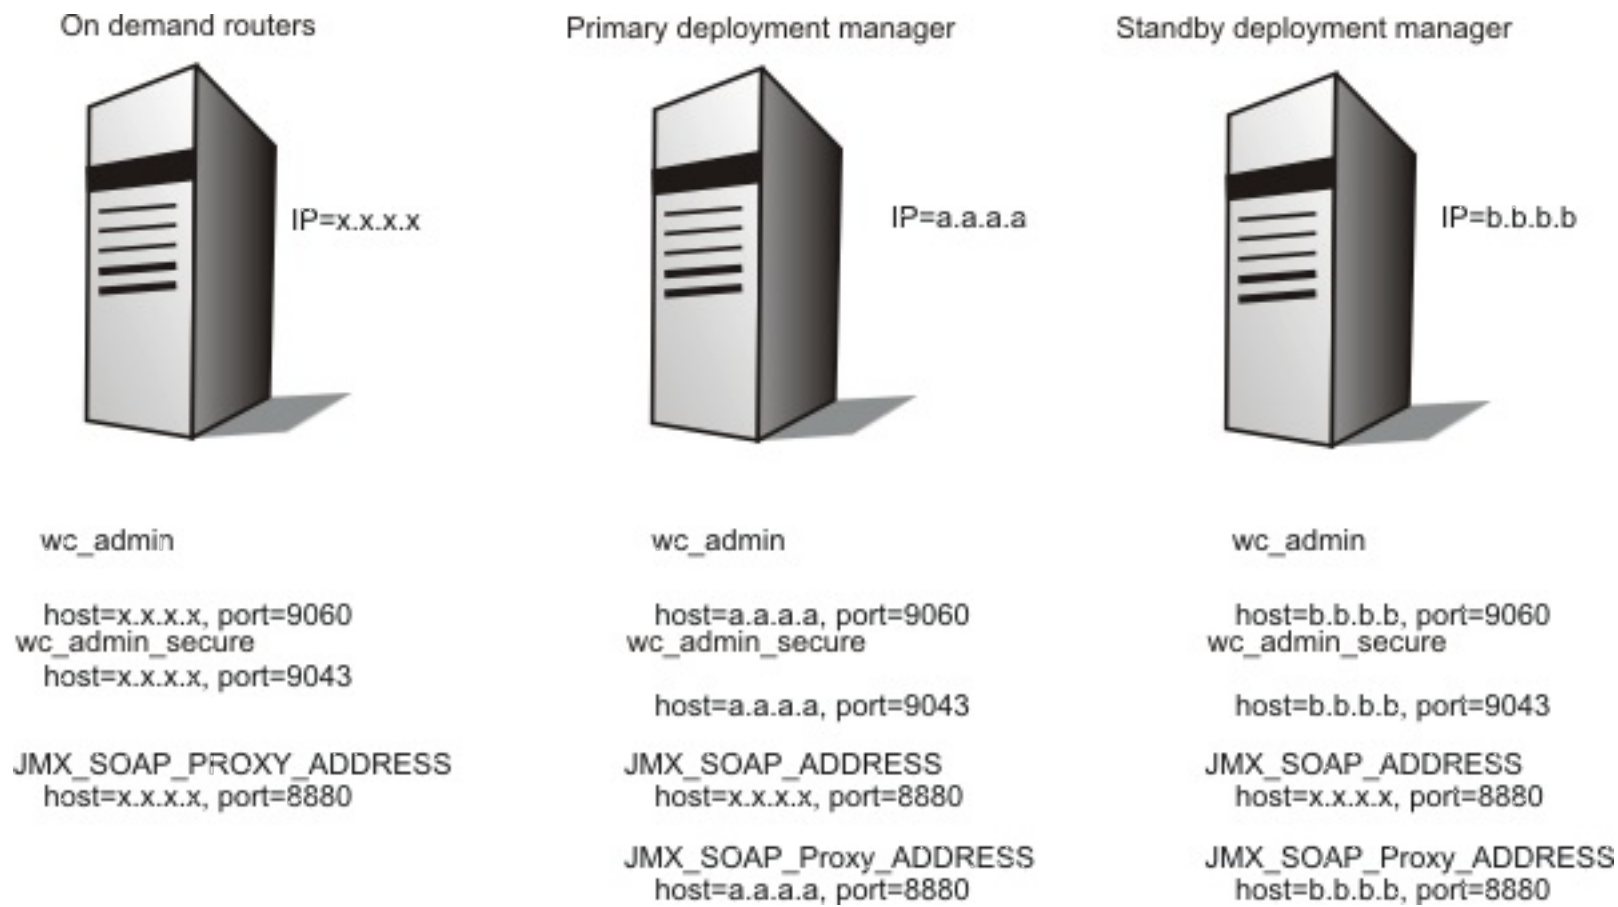 On demand routers
IP=x.x.x.x
wc_admin
host=x.x.x.x, port=9060
wc_admin_secure
host=x.x.x.x, port=9043
JMX_SOAP_PROXY_ADDRESS
host=x.x.x.x, port=8880
Primary deployment manager
IP=a.a.a.a
wc_admin
host=a.a.a.a, port=9060
wc_admin_secure
host=a.a.a.a, port=9043
JMX_SOAP_ADDRESS
host=x.x.x.x, port=8880
JMX_SOAP_Proxy_ADDRESS
host=a.a.a.a, port=8880
Standby deployment manager
IP=b.b.b.b
wc_admin
host=b.b.b.b, port=9060
wc_admin_secure
host=b.b.b.b, port=9043
JMX_SOAP_ADDRESS
host=x.x.x.x, port=8880
JMX_SOAP_Proxy_ADDRESS
host=b.b.b.b, port=8880